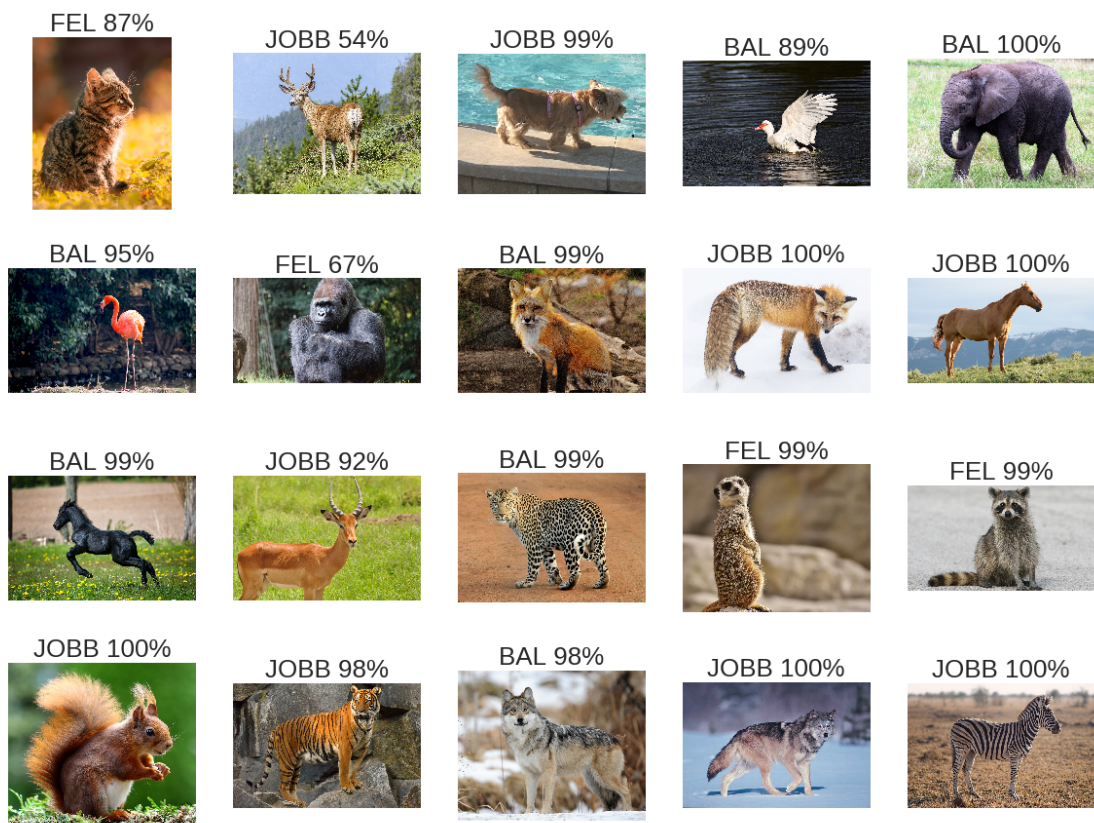 FEL 87%
JOBB 54%
JOBB 99%
BAL 89%
BAL 100%
BAL 95%
FEL 67%
BAL 99%
JOBB 100%
JOBB 100%
BAL 99%
JOBB 92%
BAL 99%
FEL 99%
FEL 99%
JOBB 100%
JOBB 98%
BAL 98%
JOBB 100%
JOBB 100%